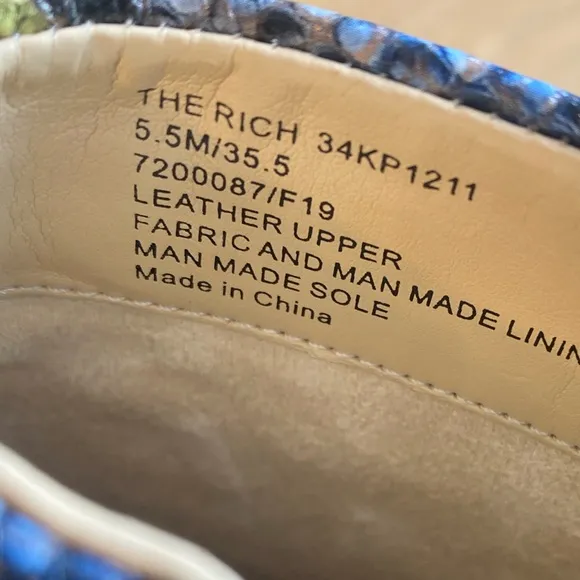 THE RICH 34KP1211
5.5M/35.5
7200087/F19
LEATHER UPPER
FABRIC AND MAN MADE LININ
MAN MADE SOLE
Made in China